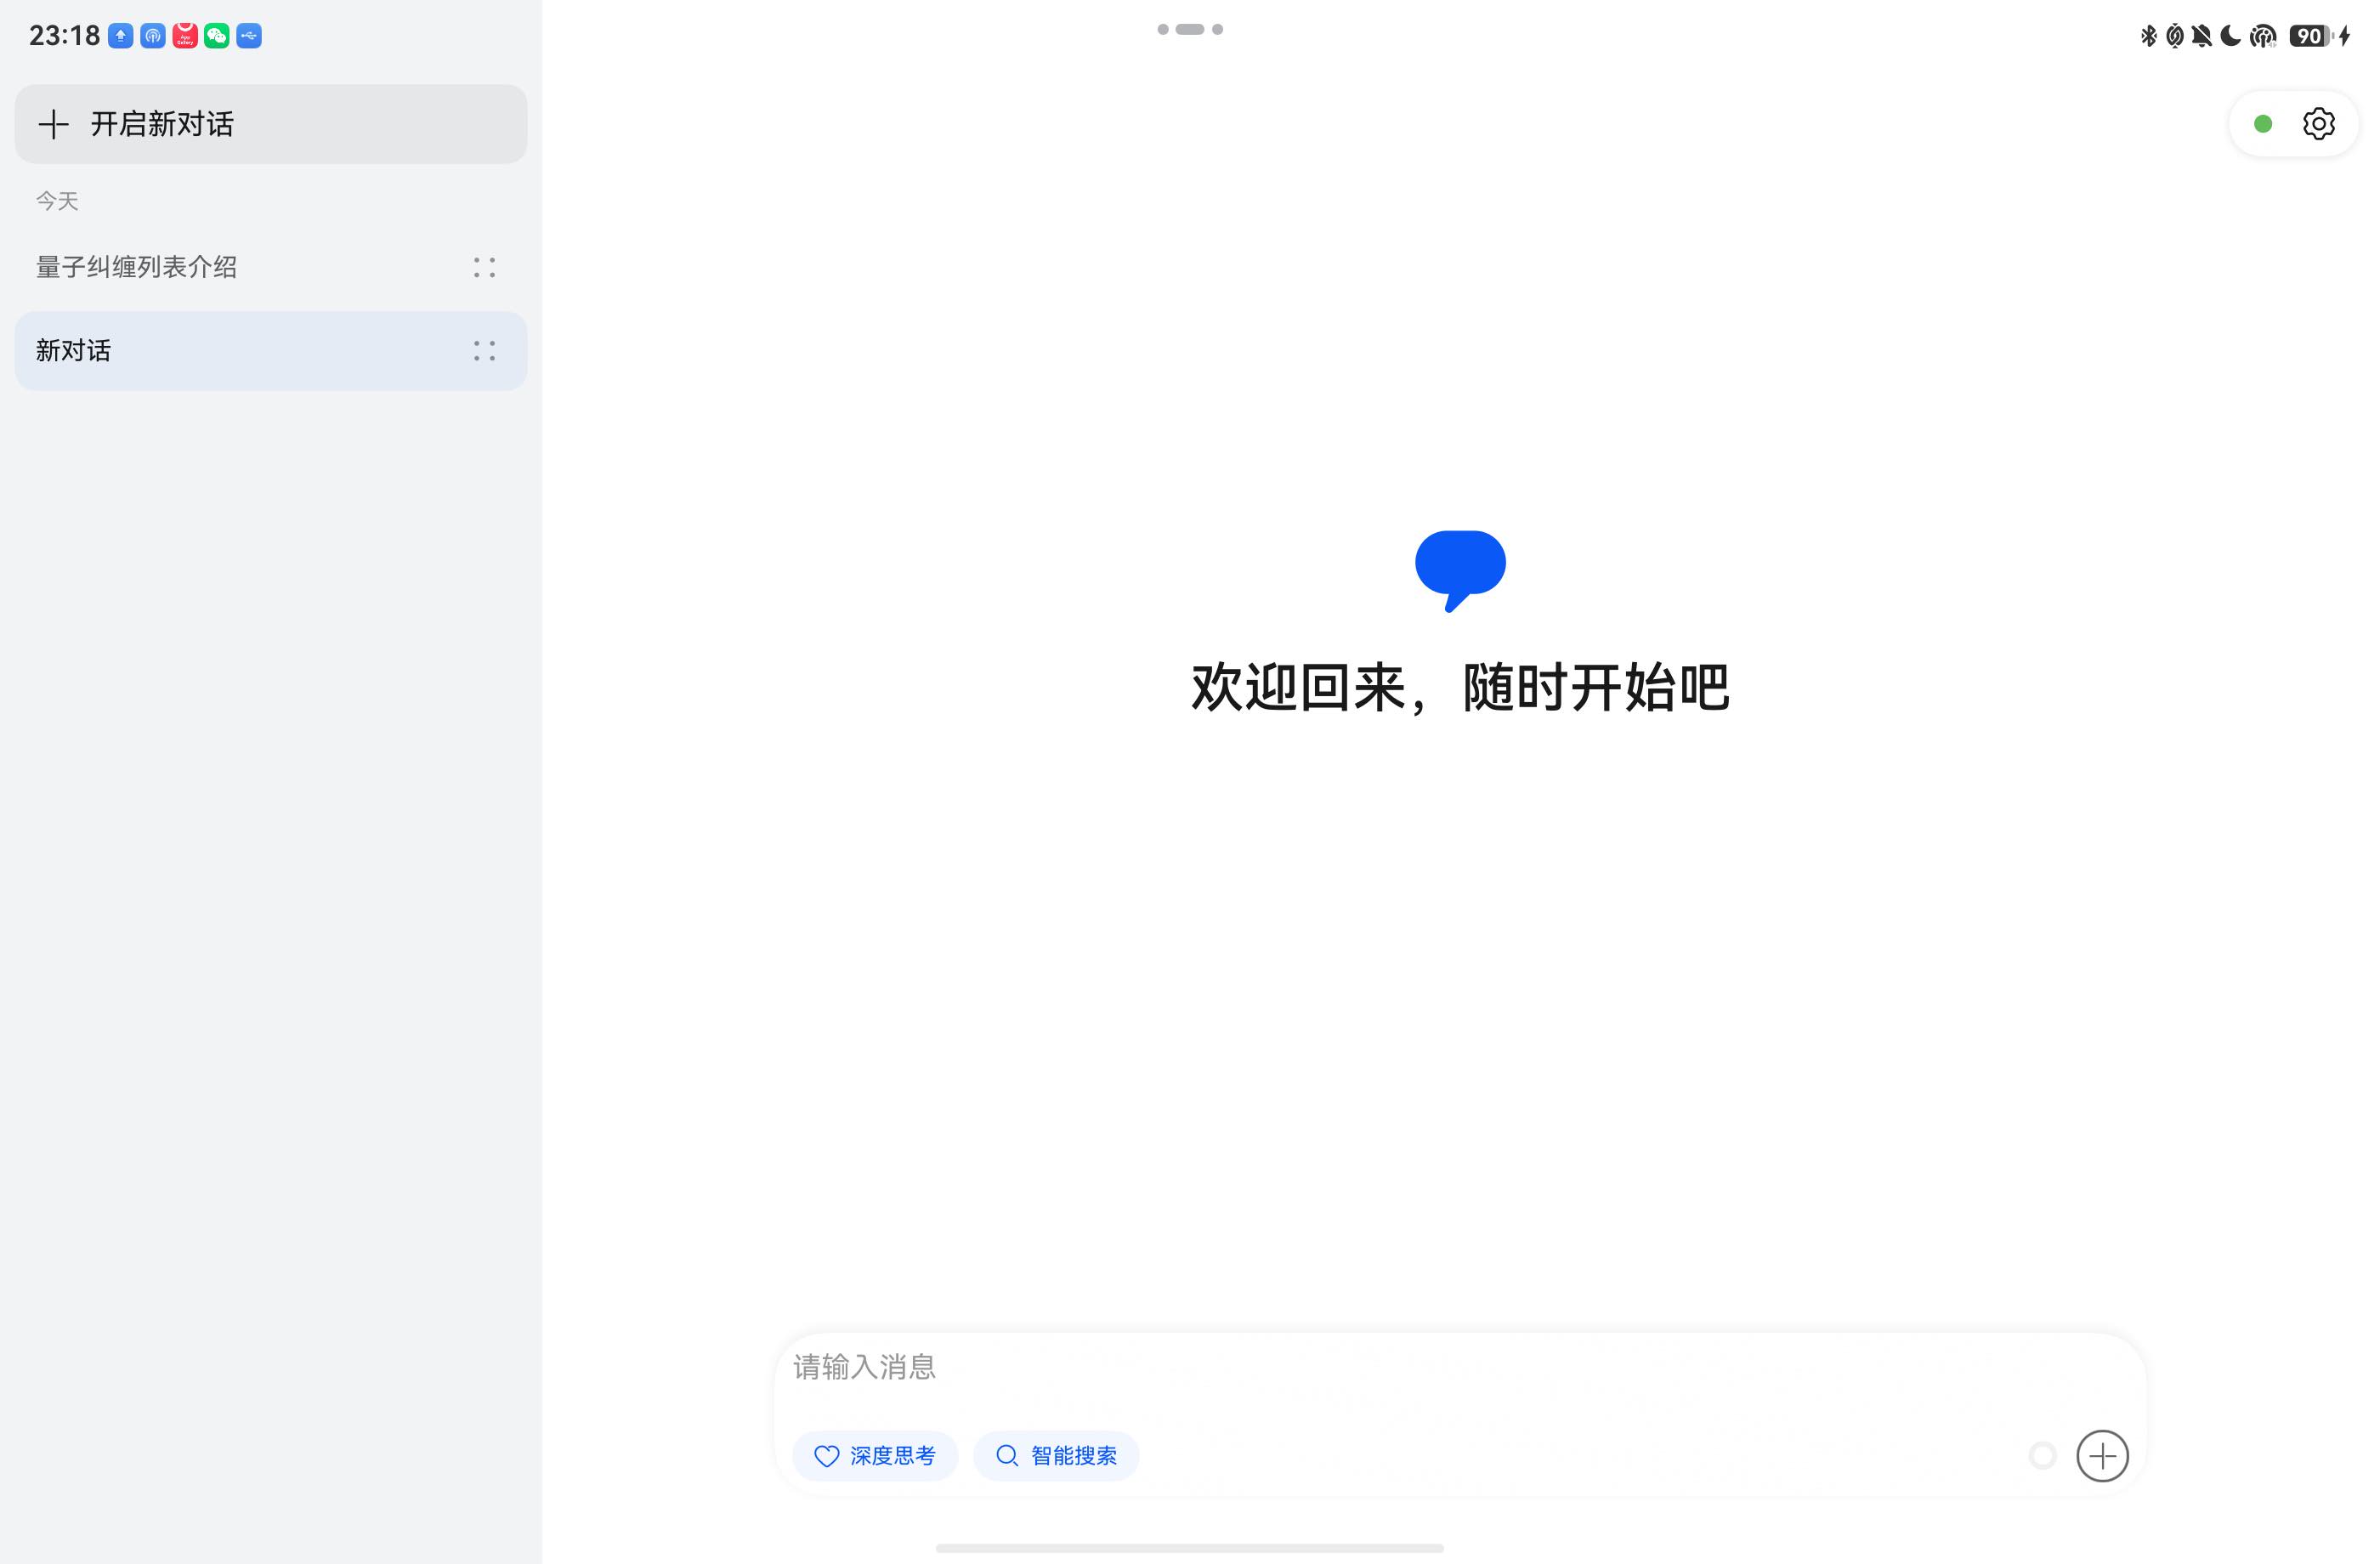 23:18
90
开启新对话
今天
量子纠缠列表介绍
新对话
欢迎回来，随时开始吧
请输入消息
深度思考
智能搜索